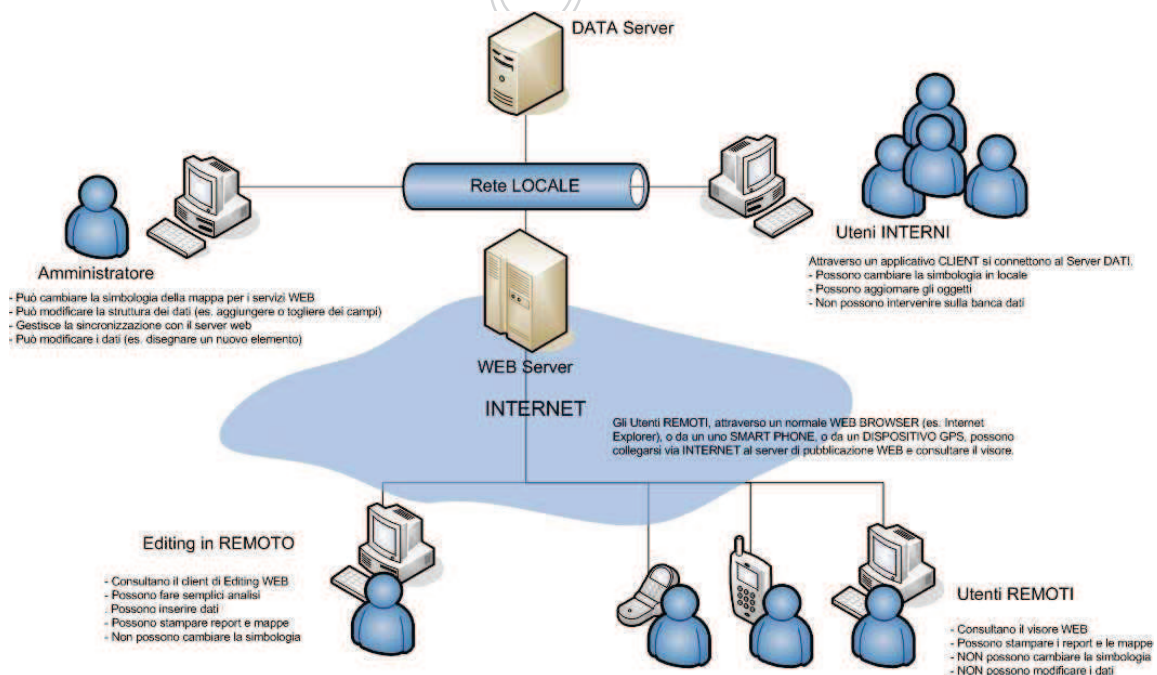 DATA Server
Rete LOCALE
Amministratore
- Può cambiare la simbologia della mappa per i servizi WEB
- Può modificare la struttura dei dati (es. aggiungere o togliere dei campi)
- Gestisce la sincronizzazione con il server web
- Può modificare i dati (es. disegnare un nuovo elemento)
Uteni INTERNI
Attraverso un applicativo CLIENT si connettono al Server DATI.
- Possono cambiare la simbologia in locale
- Possono aggiornare gli oggetti
- Non possono intervenire sulla banca dati
WEB Server
INTERNET
Gli Utenti REMOTI, attraverso un normale WEB BROWSER (es. Internet
Explorer), o da un uno SMART PHONE, o da un DISPOSITIVO GPS, possono
collegarsi via INTERNET al server di pubblicazione WEB e consultare il visore.
Editing in REMOTO
- Consultano il client di Editing WEB
- Possono fare semplici analisi
. Possono inserire dati
- Possono stampare report e mappe
- Non possono cambiare la simbologia
Utenti REMOTI
- Consultano il visore WEB
- Possono stampare i report e le mappe
- NON possono cambiare la simbologia
- NON possono modificare i dati